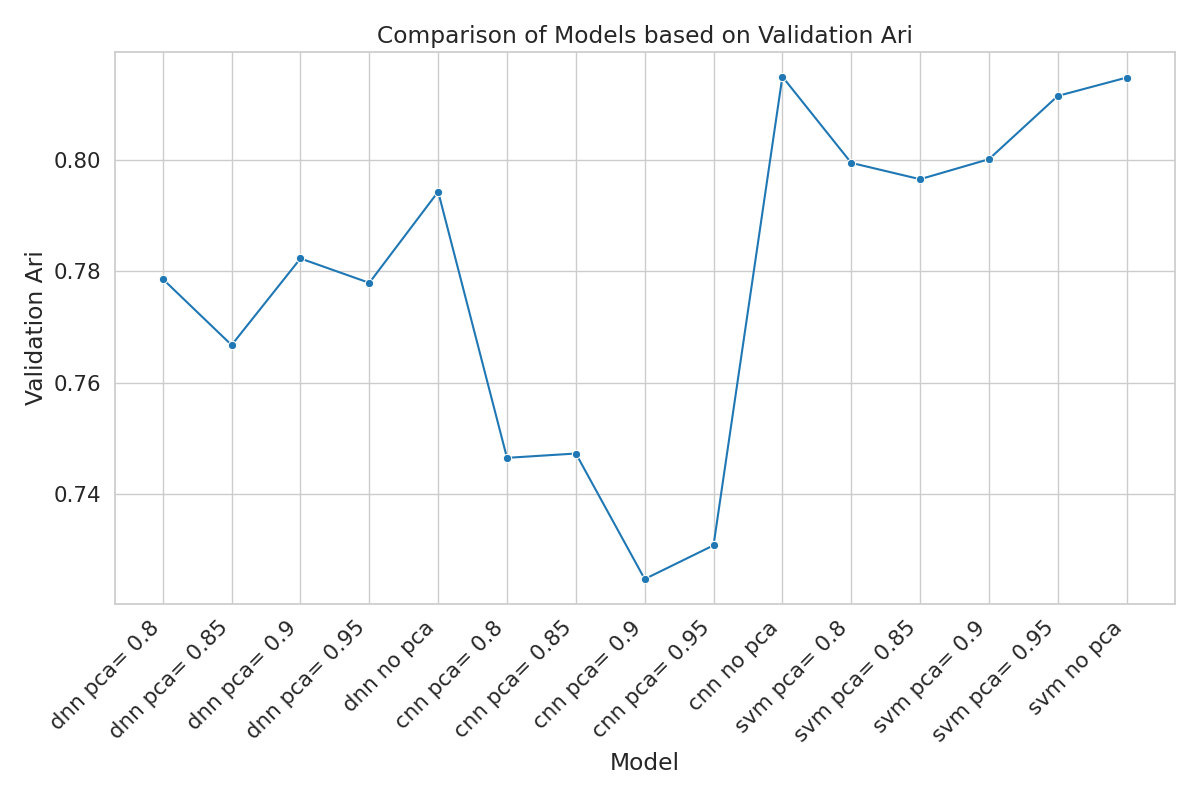 Comparison of Models based on Validation Ari
Validation Ari
0.80
0.78
0.76
0.74
dnn pca= 0.8
dnn pca= 0.85
dnn pca= 0.9
dnn pca= 0.95
dnn no pca
cnn pca= 0.8
cnn pca= 0.85
cnn pca= 0.9
cnn pca= 0.95
cnn no pca
svm pca= 0.8
svm pca= 0.85
svm pca= 0.9
svm pca= 0.95
svm no pca
Model